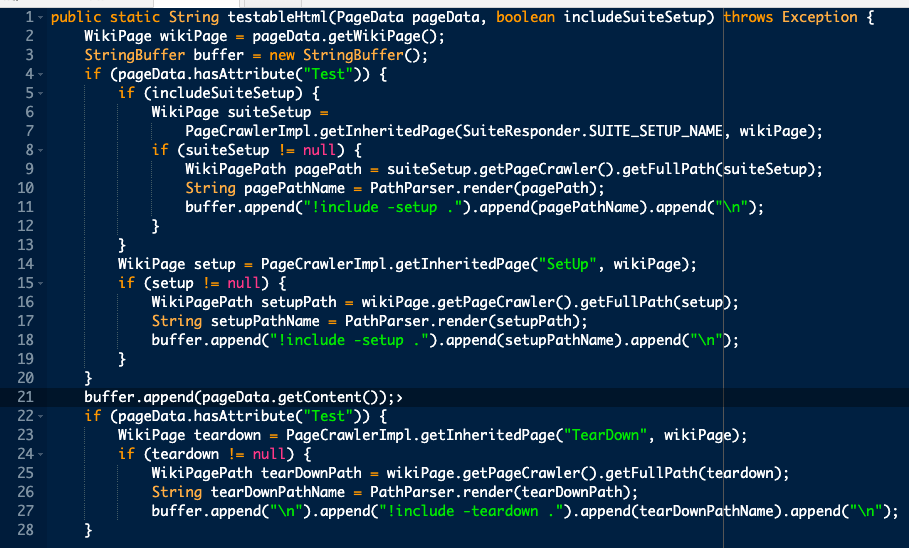 1 public static String testableHtml(PageData pageData, boolean includeSuiteSetup) throws Exception {
2     WikiPage wikiPage = pageData.getWikiPage();
3     StringBuffer buffer = new StringBuffer();
4     if (pageData.hasAttribute("Test")) {
5         if (includeSuiteSetup) {
6             WikiPage suiteSetup =
7                 PageCrawlerImpl.getInheritedPage(SuiteResponder.SUITE_SETUP_NAME, wikiPage);
8             if (suiteSetup != null) {
9                 WikiPagePath pagePath = suiteSetup.getPageCrawler().getFullPath(suiteSetup);
10                 String pagePathName = PathParser.render(pagePath);
11                 buffer.append("!include -setup .").append(pagePathName).append("\n");
12             }
13         }
14         WikiPage setup = PageCrawlerImpl.getInheritedPage("SetUp", wikiPage);
15         if (setup != null) {
16             WikiPagePath setupPath = wikiPage.getPageCrawler().getFullPath(setup);
17             String setupPathName = PathParser.render(setupPath);
18             buffer.append("!include -setup .").append(setupPathName).append("\n");
19         }
20     }
21     buffer.append(pageData.getContent());>
22     if (pageData.hasAttribute("Test")) {
23         WikiPage teardown = PageCrawlerImpl.getInheritedPage("TearDown", wikiPage);
24         if (teardown != null) {
25             WikiPagePath tearDownPath = wikiPage.getPageCrawler().getFullPath(teardown);
26             String tearDownPathName = PathParser.render(tearDownPath);
27             buffer.append("\n").append("!include -teardown .").append(tearDownPathName).append("\n");
28     }